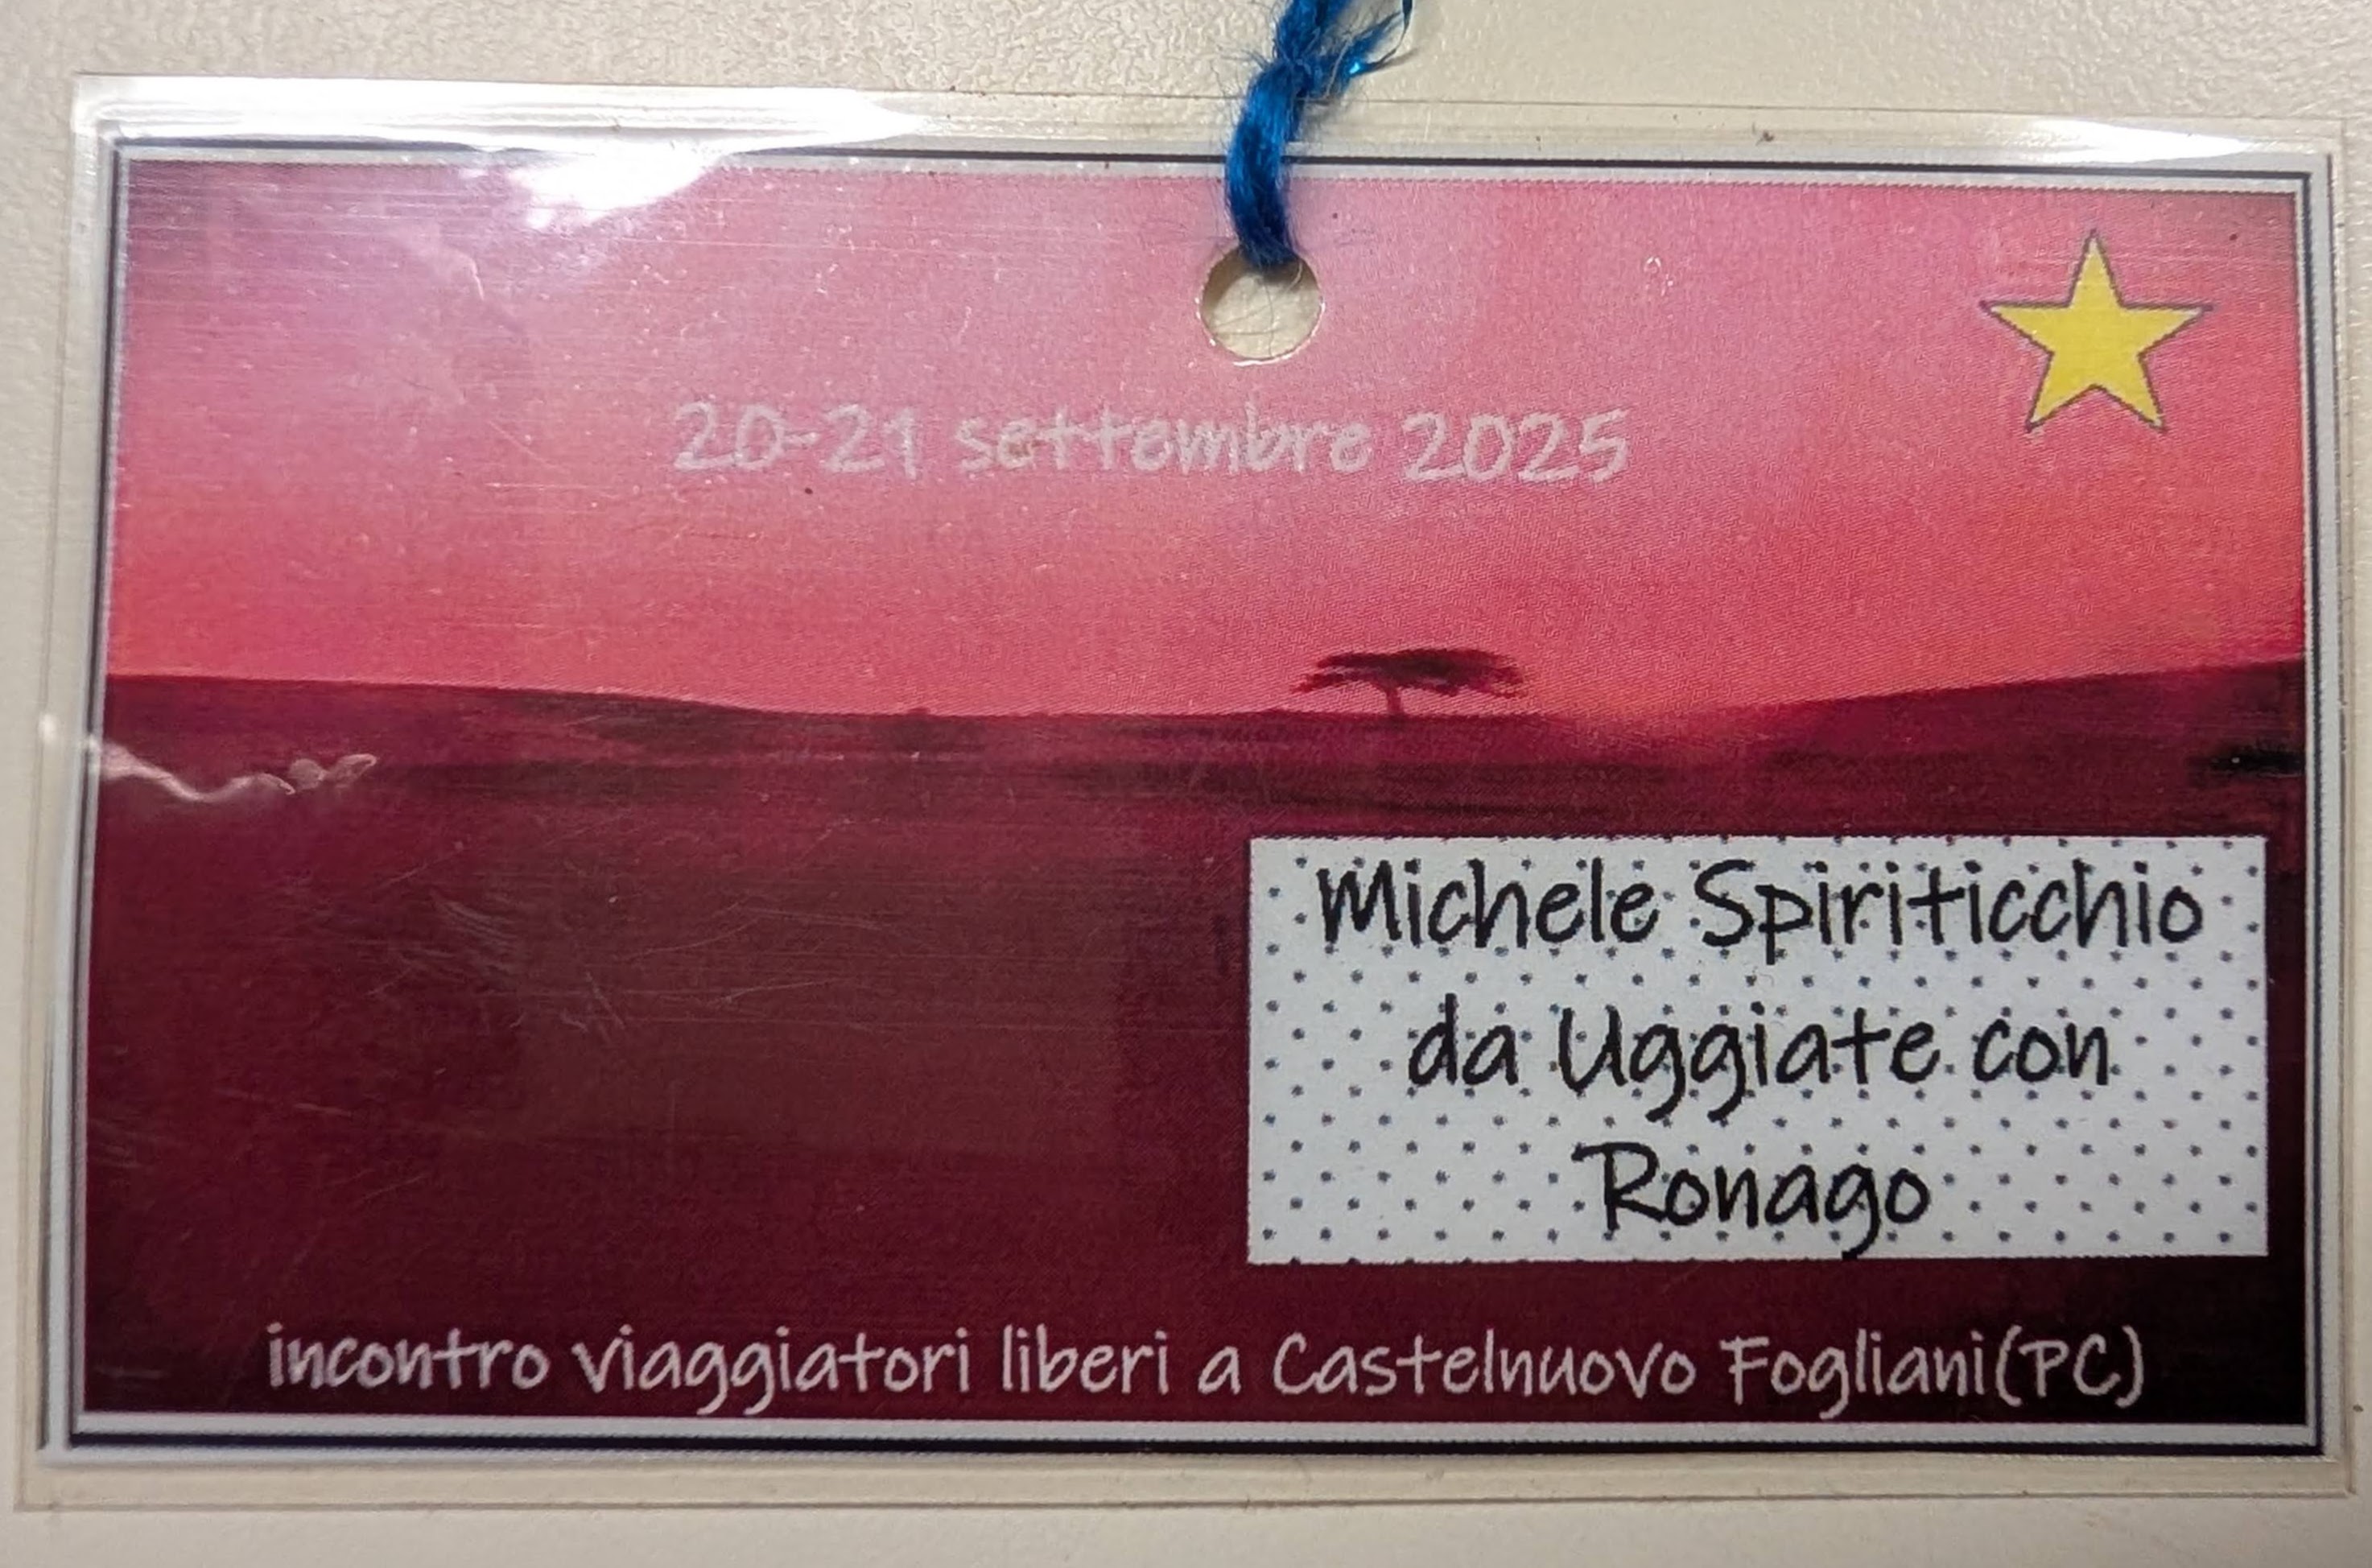 20-21 settembre 2025
Michele Spiriticchio
da Uggiate con
Ronago
incontro viaggiatori liberi a Castelnuovo Fogliani(PC)